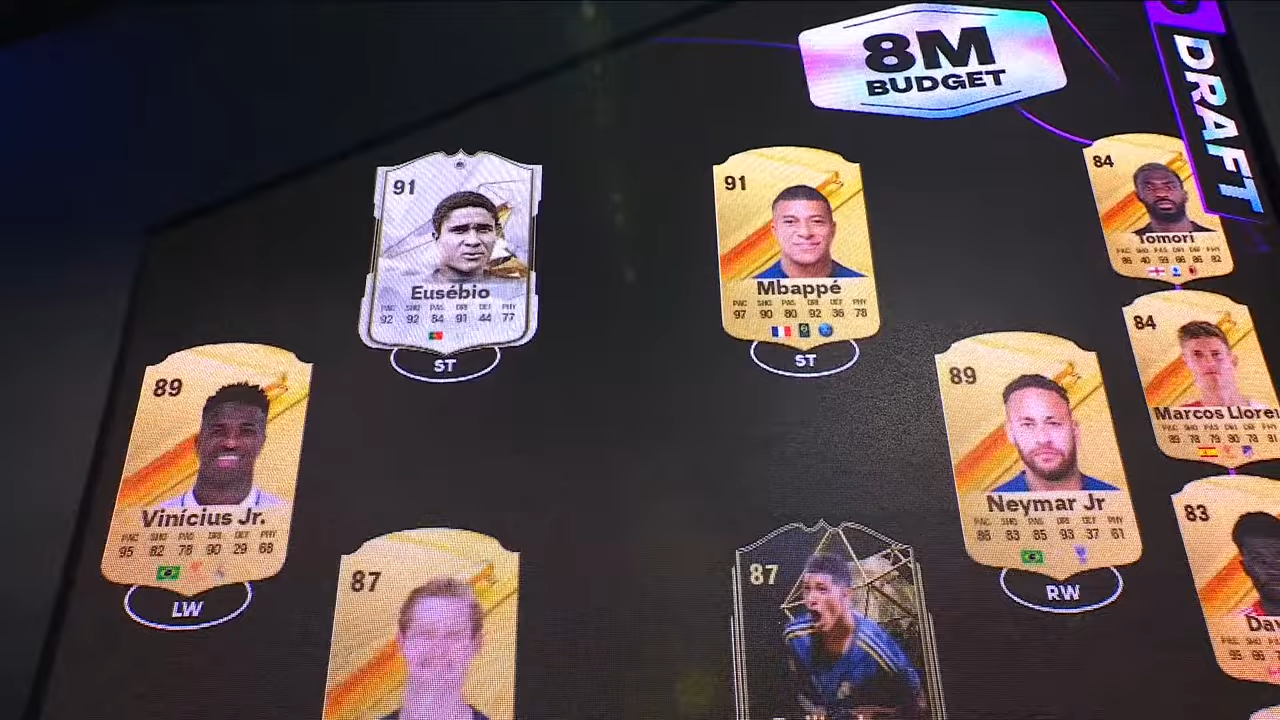 8M
BUDGET
DRAFT
91
Eusébio
PAC SHO PAS DRI DEF PHY
92 92 84 91 44 77
ST
91
Mbappé
PAC SHO PAS DRI DEF PHY
97 90 80 92 36 78
ST
84
Tomori
84
Marcos Llore
89
Vinícius Jr.
PAC SHO PAS DRI DEF PHY
95 82 78 90 29 68
LW
89
Neymar Jr
PAC SHO PAS DRI DEF PHY
86 83 85 93 37 61
RW
87
87
83
Da